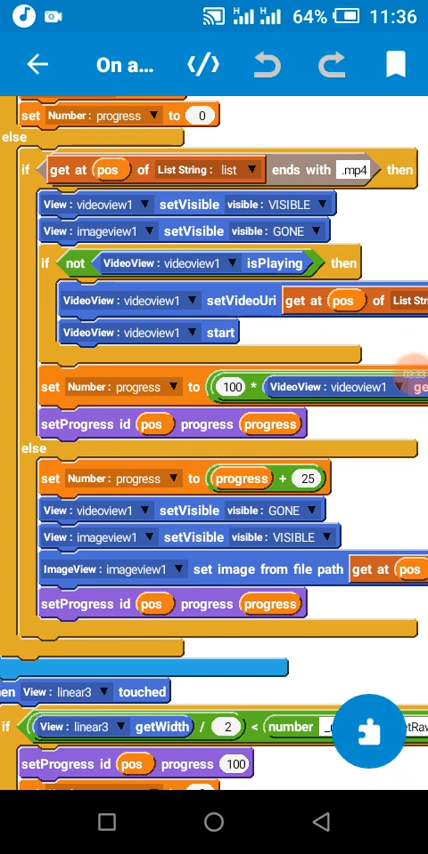 64% 11:36
On a...
set Number: progress to 0
else
if get at pos of List String: list ends with .mp4 then
View: videoview1 setVisible visible: VISIBLE
View: imageview1 setVisible visible: GONE
if not VideoView: videoview1 isPlaying then
VideoView: videoview1 setVideoUri get at pos of List Str
VideoView: videoview1 start
set Number: progress to 100 * VideoView: videoview1 ge
setProgress id pos progress progress
else
set Number: progress to progress + 25
View: videoview1 setVisible visible: GONE
View: imageview1 setVisible visible: VISIBLE
ImageView: imageview1 set image from file path get at pos
setProgress id pos progress progress
en View: linear3 touched
if View: linear3 getWidth / 2 < number etRaw
setProgress id pos progress 100